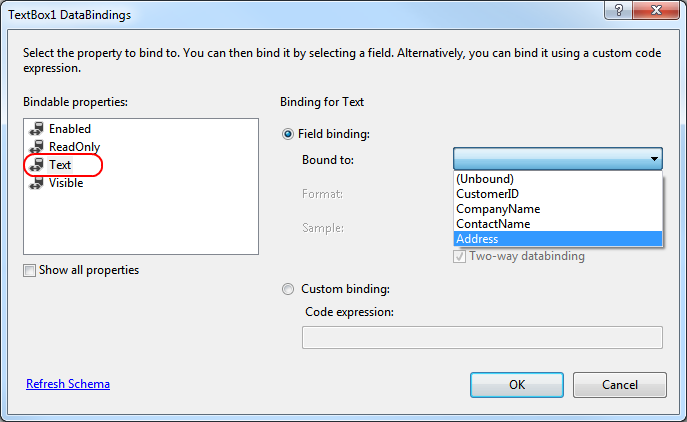 TextBox1 DataBindings
Select the property to bind to. You can then bind it by selecting a field. Alternatively, you can bind it using a custom code
expression.
Bindable properties:
Enabled
ReadOnly
Text
Visible
Show all properties
Binding for Text
Field binding:
Bound to:
(Unbound)
CustomerID
CompanyName
ContactName
Address
Format:
Sample:
Two-way databinding
Custom binding:
Code expression:
Refresh Schema
OK
Cancel